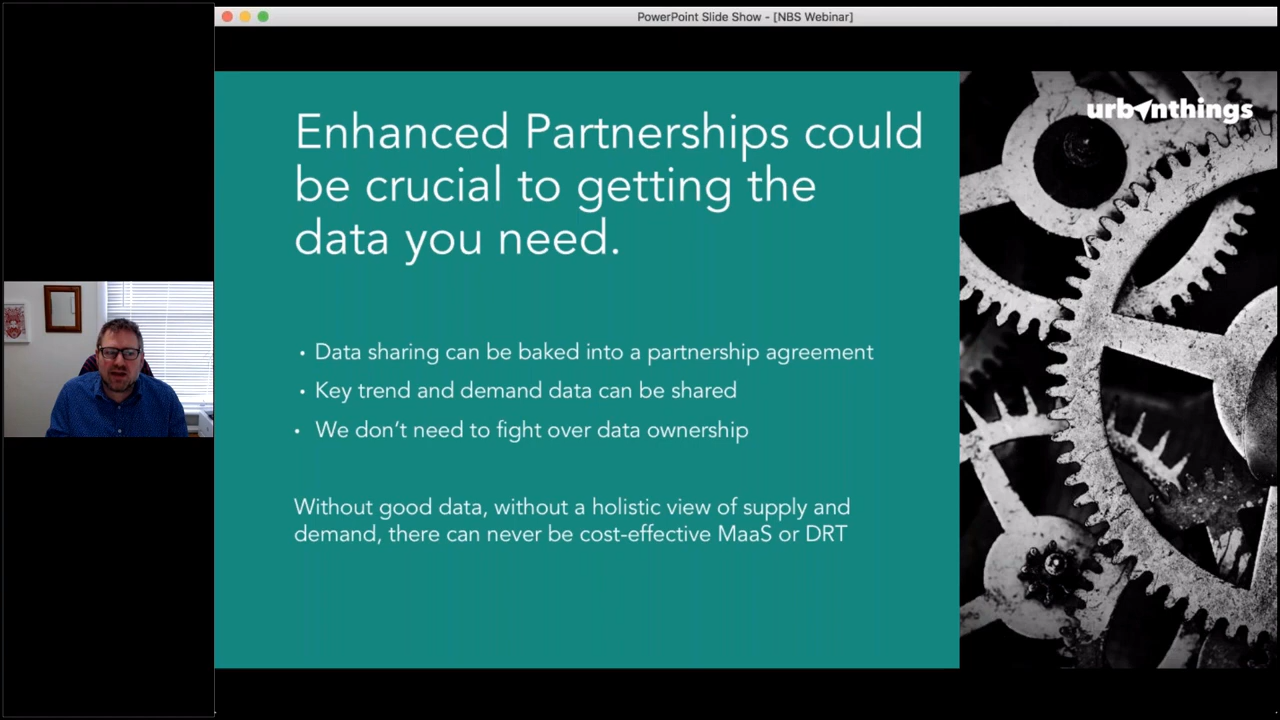 PowerPoint Slide Show - [NBS Webinar]
urbanthings
Enhanced Partnerships could
be crucial to getting the
data you need.
• Data sharing can be baked into a partnership agreement
• Key trend and demand data can be shared
• We don’t need to fight over data ownership
Without good data, without a holistic view of supply and
demand, there can never be cost-effective MaaS or DRT